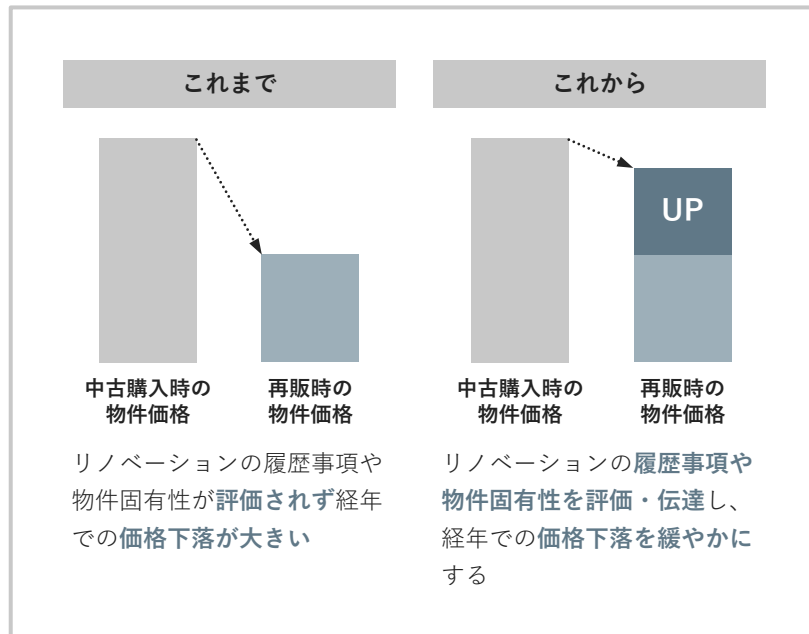 これまで
中古購入時の
物件価格
再販時の
物件価格
リノベーションの履歴事項や
物件固有性が評価されず経年
での価格下落が大きい
これから
UP
中古購入時の
物件価格
再販時の
物件価格
リノベーションの履歴事項や
物件固有性を評価・伝達し、
経年での価格下落を緩やかに
する